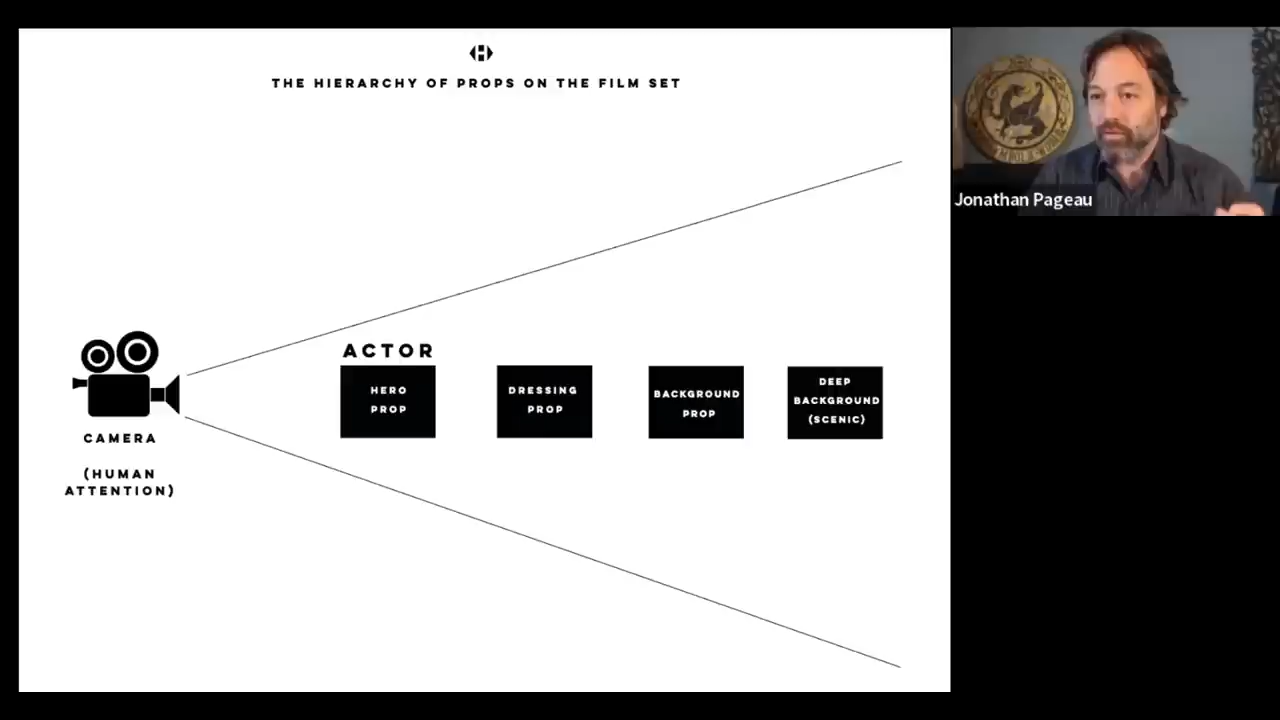 THE HIERARCHY OF PROPS ON THE FILM SET
Jonathan Pageau
ACTOR
HERO
PROP
DRESSING
PROP
BACKGROUND
PROP
DEEP
BACKGROUND
(SCENIC)
CAMERA
(HUMAN
ATTENTION)